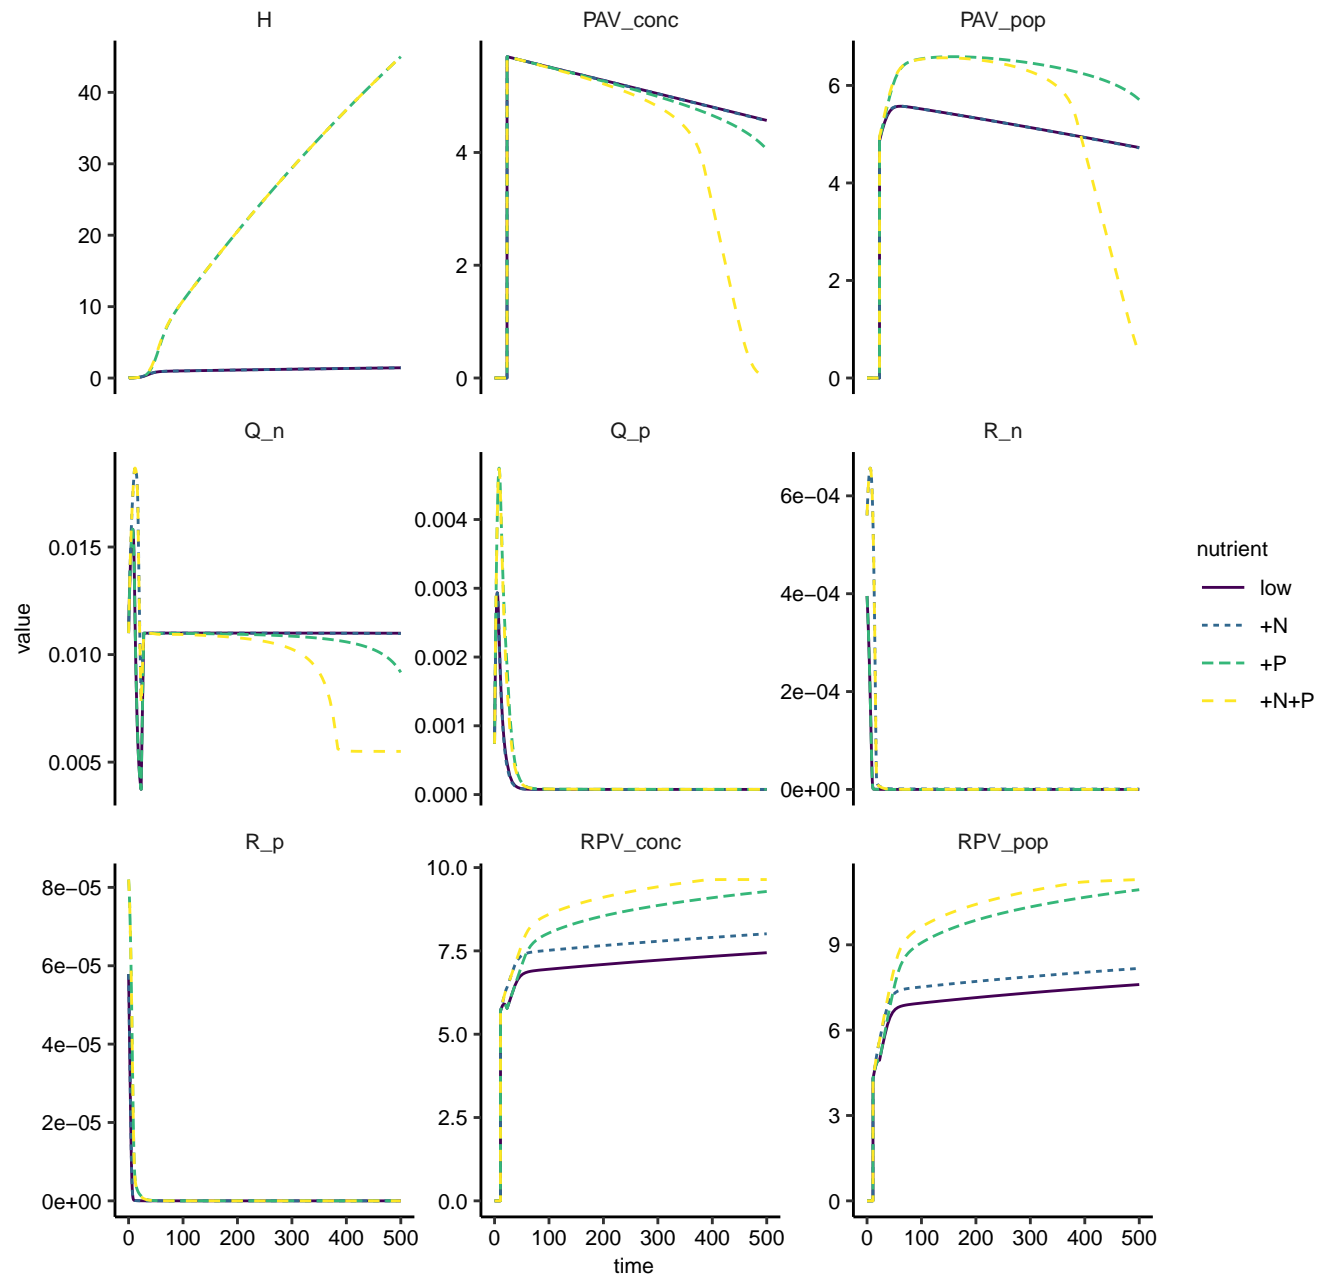 H PAV_conc PAV_pop
40
30
20
10
0
4
2
0
6
4
2
0
Q_n Q_p R_n
0.015
0.010
0.005
0.004
0.003
0.002
0.001
0.000
6e−04
4e−04
2e−04
0e+00
R_p RPV_conc RPV_pop
8e−05
6e−05
4e−05
2e−05
0e+00
10.0
7.5
5.0
2.5
0.0
9
6
3
0
0 100 200 300 400 500 0 100 200 300 400 500 0 100 200 300 400 500
time
value
nutrient
low
+N
+P
+N+P